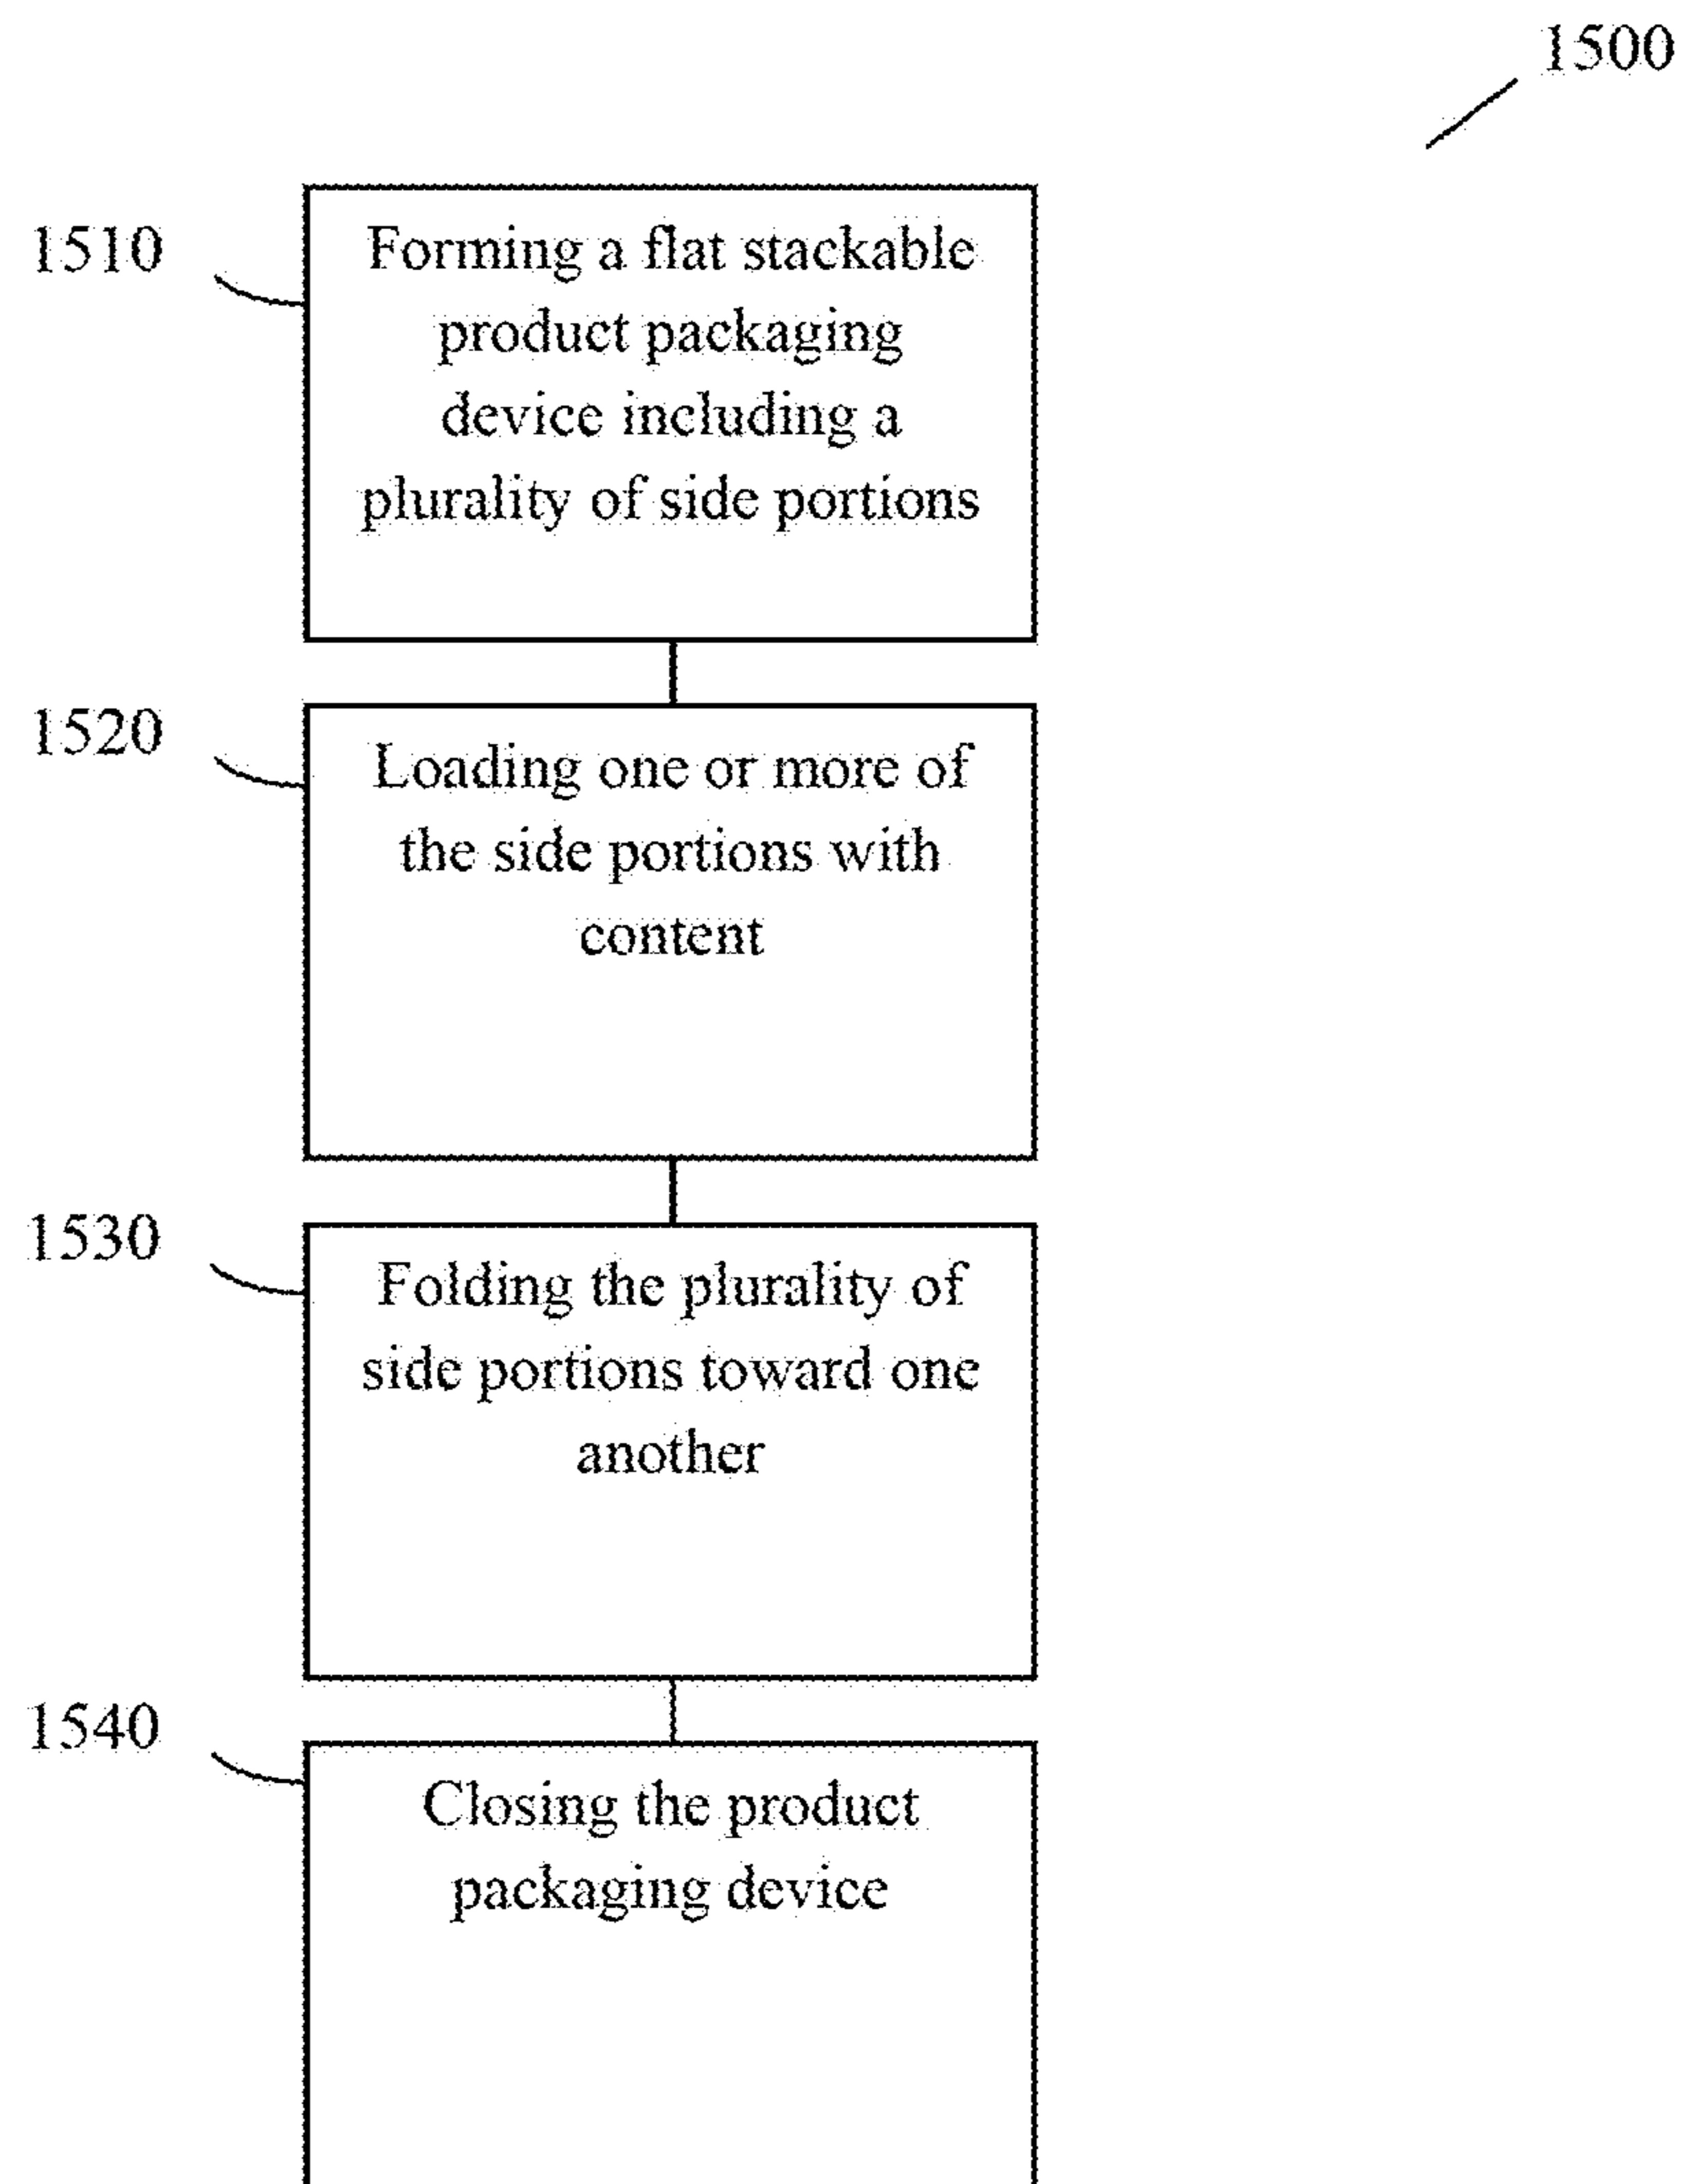 1500
1510
Forming a flat stackable
product packaging
device including a
plurality of side portions
1520
Loading one or more of
the side portions with
content
1530
Folding the plurality of
side portions toward one
another
1540
Closing the product
packaging device